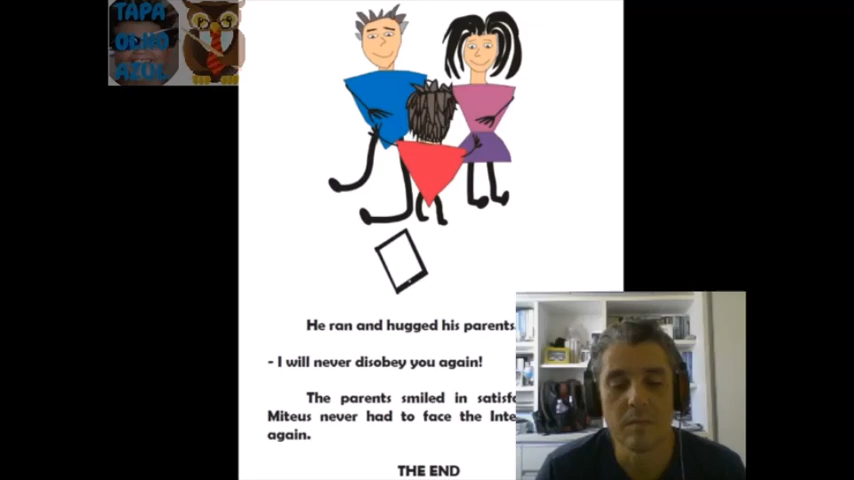 TAPA
OLHO
AZUL
He ran and hugged his parents
- I will never disobey you again!
The parents smiled in
Miteus never had to face the
again.
THE END